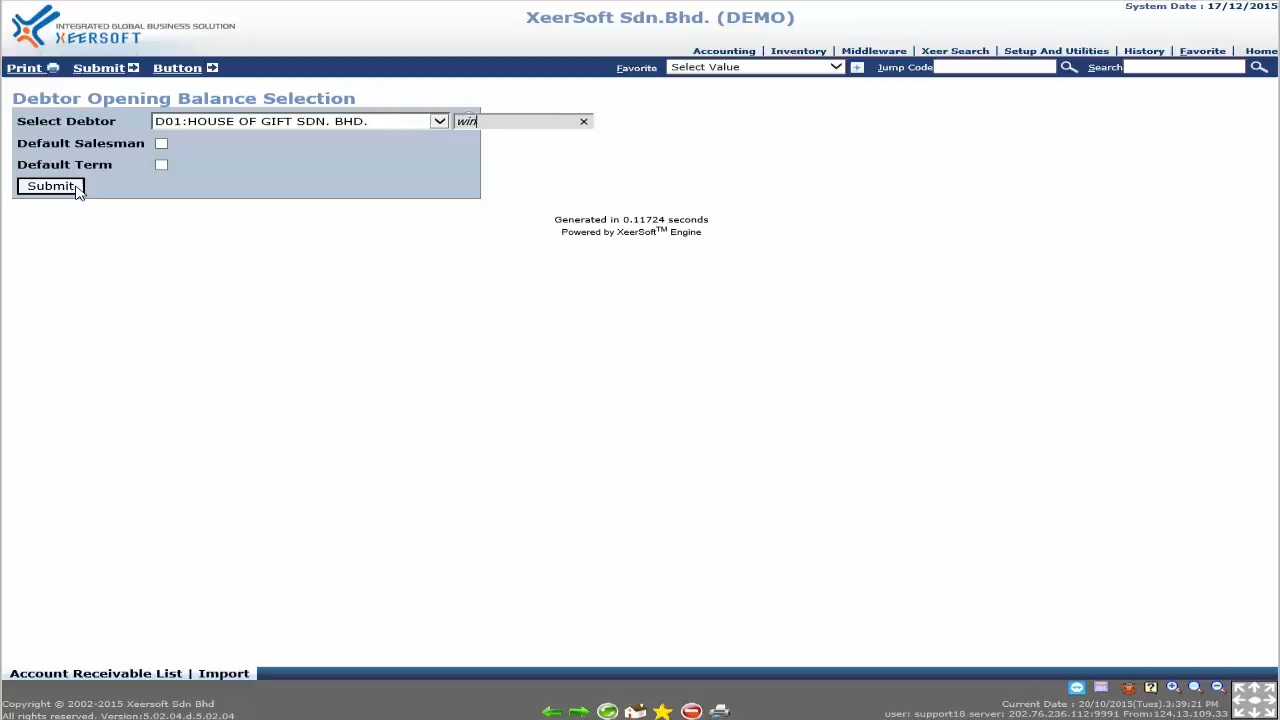 INTEGRATED GLOBAL BUSINESS SOLUTION
XEERSOFT
XeerSoft Sdn.Bhd. (DEMO)
System Date : 17/12/2015
Accounting | Inventory | Middleware | Xeer Search | Setup And Utilities | History | Favorite | Home
Print Submit Button Favorite Select Value Jump Code Search
Debtor Opening Balance Selection
Select Debtor D01:HOUSE OF GIFT SDN. BHD. win
Default Salesman
Default Term
Submit
Generated in 0.11724 seconds
Powered by XeerSoft™ Engine
Account Receivable List | Import
Copyright © 2002-2015 Xeersoft Sdn Bhd
All rights reserved. Version:5.02.04.d.5.02.04
Current Date : 20/10/2015(Tues).3:39:21 PM
user: support18 server: 202.76.236.112:9991 From:124.13.109.33